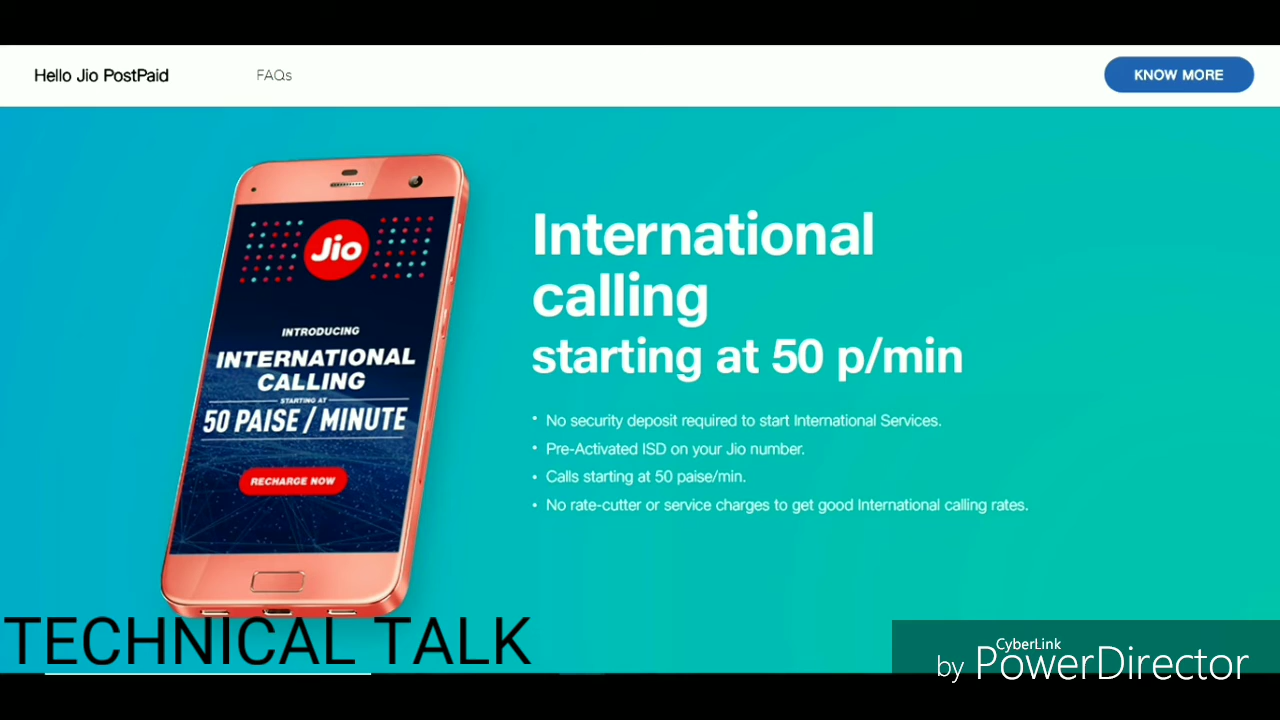 Hello Jio PostPaid
FAQs
KNOW MORE
Jio
INTRODUCING
INTERNATIONAL
CALLING
STARTING AT
50 PAISE / MINUTE
RECHARGE NOW
International
calling
starting at 50 p/min
• No security deposit required to start International Services.
• Pre-Activated ISD on your Jio number.
• Calls starting at 50 paise/min.
• No rate-cutter or service charges to get good International calling rates.
TECHNICAL TALK
CyberLink
by PowerDirector